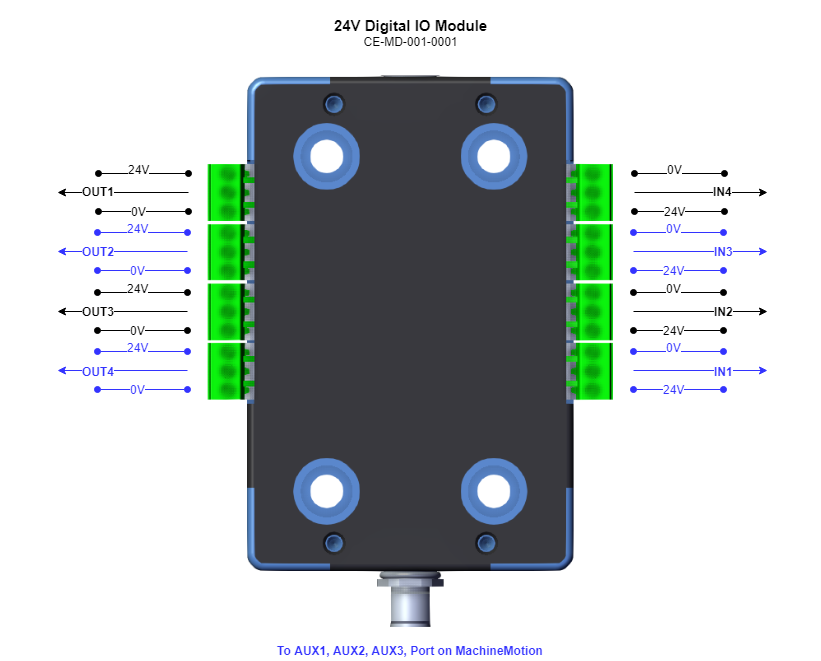 24V Digital IO Module
CE-MD-001-0001
24V
OUT1
0V
24V
OUT2
0V
24V
OUT3
0V
24V
OUT4
0V
0V
IN4
24V
0V
IN3
24V
0V
IN2
24V
0V
IN1
24V
To AUX1, AUX2, AUX3, Port on MachineMotion